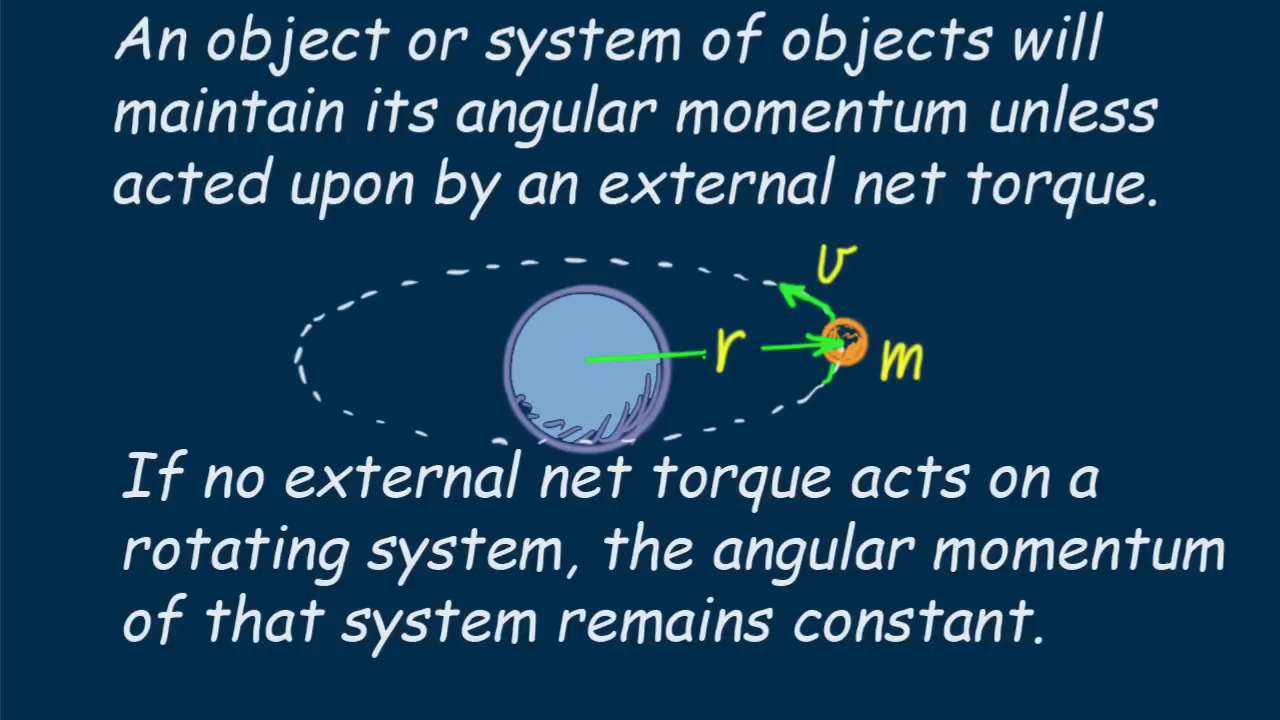 An object or system of objects will
maintain its angular momentum unless
acted upon by an external net torque.
v
r
m
If no external net torque acts on a
rotating system, the angular momentum
of that system remains constant.